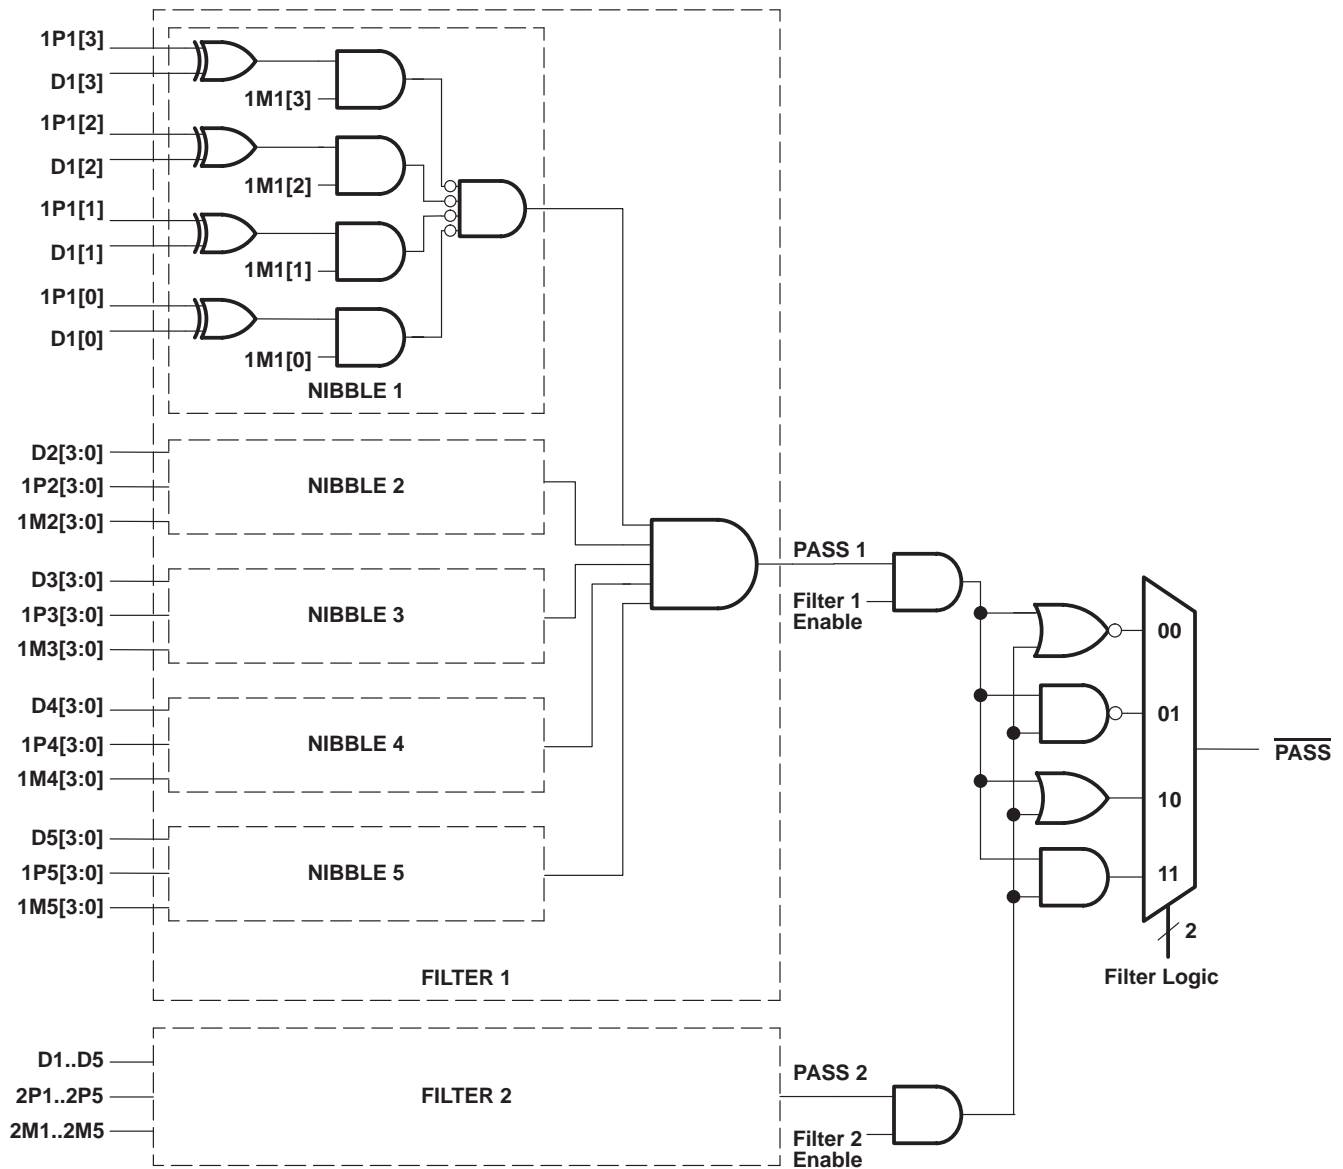 1P1[3]
D1[3]
1M1[3]
1P1[2]
D1[2]
1M1[2]
1P1[1]
D1[1]
1M1[1]
1P1[0]
D1[0]
1M1[0]
NIBBLE 1
D2[3:0]
1P2[3:0]
1M2[3:0]
NIBBLE 2
D3[3:0]
1P3[3:0]
1M3[3:0]
NIBBLE 3
D4[3:0]
1P4[3:0]
1M4[3:0]
NIBBLE 4
D5[3:0]
1P5[3:0]
1M5[3:0]
NIBBLE 5
FILTER 1
PASS 1
Filter 1
Enable
00
01
10
11
PASS
2
Filter Logic
D1..D5
2P1..2P5
2M1..2M5
FILTER 2
PASS 2
Filter 2
Enable